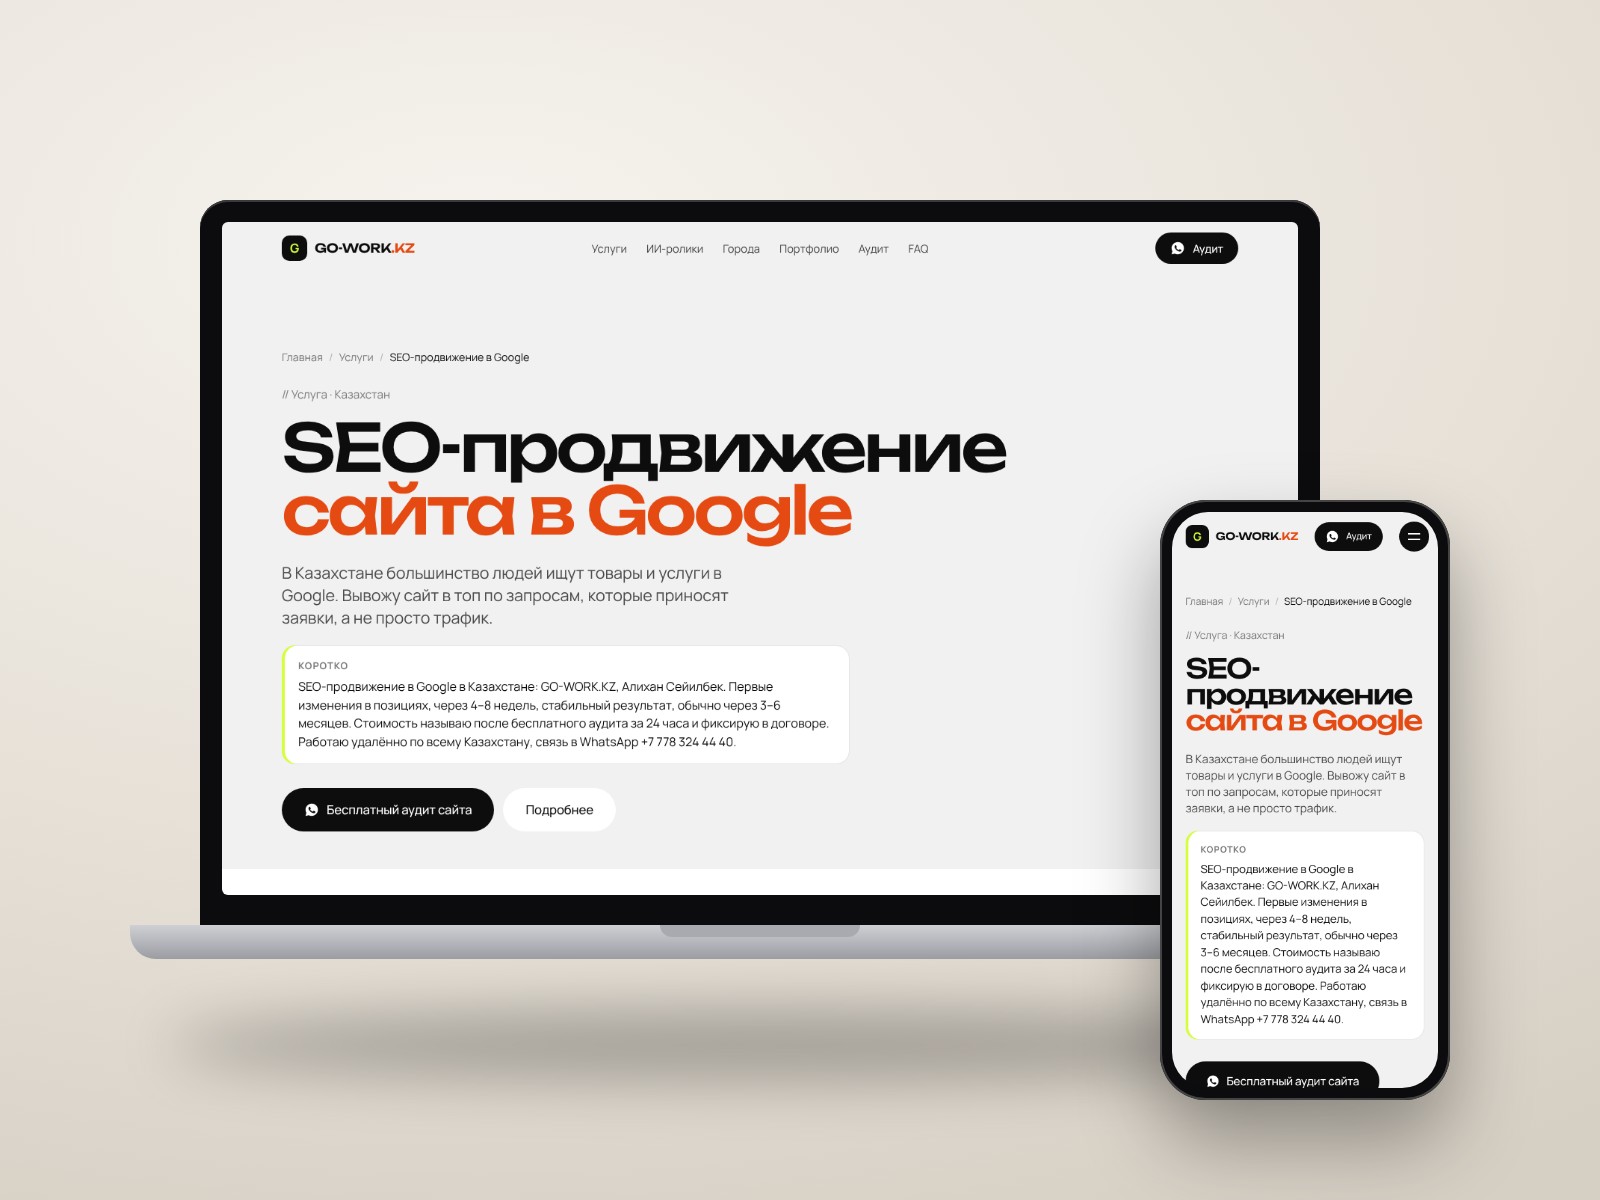 G GO-WORK.KZ Услуги ИИ-ролики Города Портфолио Аудит FAQ Аудит
Главная / Услуги / SEO-продвижение в Google
// Услуга · Казахстан
SEO-продвижение
сайта в Google
В Казахстане большинство людей ищут товары и услуги в
Google. Вывожу сайт в топ по запросам, которые приносят
заявки, а не просто трафик.
КОРОТКО
SEO-продвижение в Google в Казахстане: GO-WORK.KZ, Алихан Сейилбек. Первые
изменения в позициях, через 4–8 недель, стабильный результат, обычно через 3–6
месяцев. Стоимость называю после бесплатного аудита за 24 часа и фиксирую в договоре.
Работаю удалённо по всему Казахстану, связь в WhatsApp +7 778 324 44 40.
Бесплатный аудит сайта Подробнее
G GO-WORK.KZ Аудит
Главная / Услуги / SEO-продвижение в Google
// Услуга · Казахстан
SEO-
продвижение
сайта в Google
В Казахстане большинство людей ищут
товары и услуги в Google. Вывожу сайт в
топ по запросам, которые приносят
заявки, а не просто трафик.
КОРОТКО
SEO-продвижение в Google в
Казахстане: GO-WORK.KZ, Алихан
Сейилбек. Первые изменения в
позициях, через 4–8 недель,
стабильный результат, обычно через
3–6 месяцев. Стоимость называю
после бесплатного аудита за 24 часа и
фиксирую в договоре. Работаю
удалённо по всему Казахстану, связь в
WhatsApp +7 778 324 44 40.
Бесплатный аудит сайта